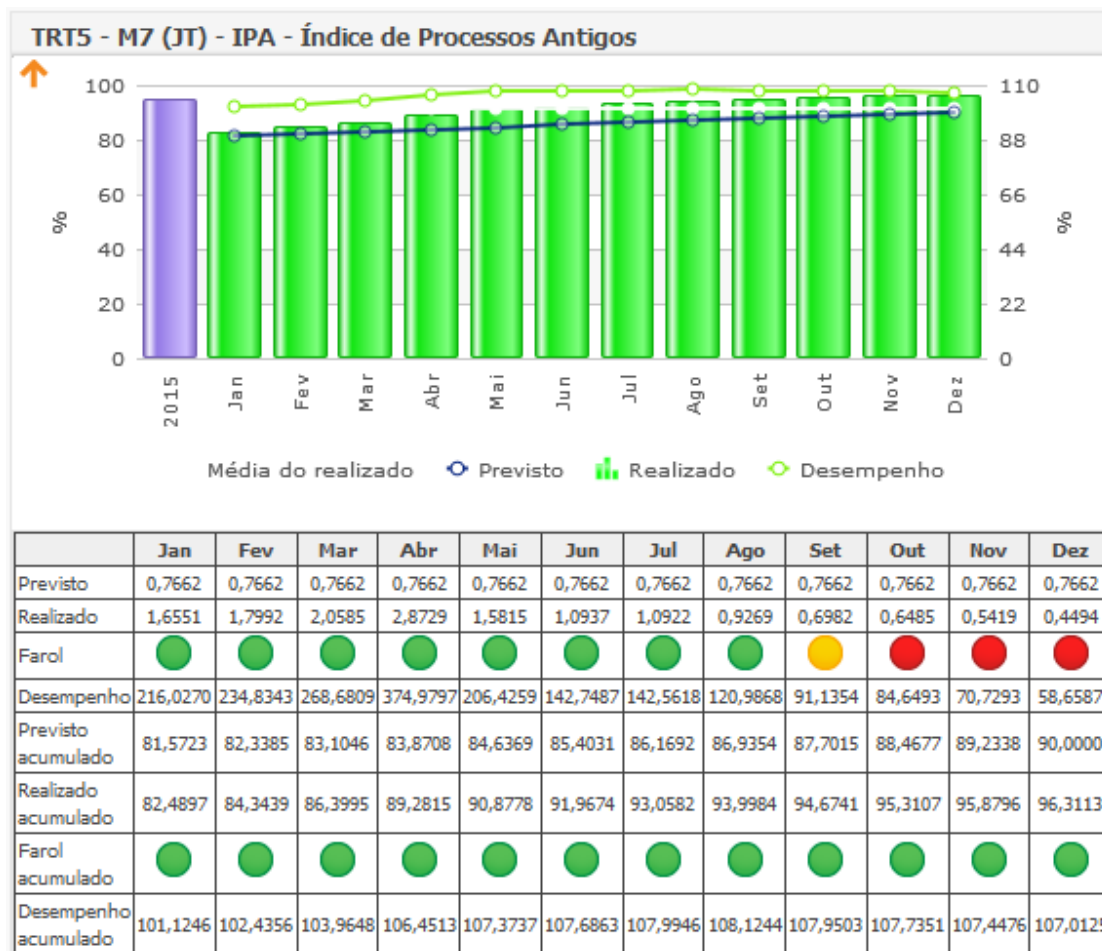 TRT5 - M7 (JT) - IPA - Índice de Processos Antigos
100 110
80 88
60 66
% %
40 44
20 22
0 0
2015 Jan Fev Mar Abr Mai Jun Jul Ago Set Out Nov Dez
Média do realizado Previsto Realizado Desempenho
Jan Fev Mar Abr Mai Jun Jul Ago Set Out Nov Dez
Previsto 0,7662 0,7662 0,7662 0,7662 0,7662 0,7662 0,7662 0,7662 0,7662 0,7662 0,7662 0,7662
Realizado 1,6551 1,7992 2,0585 2,8729 1,5815 1,0937 1,0922 0,9269 0,6982 0,6485 0,5419 0,4494
Farol
Desempenho 216,0270 234,8343 268,6809 374,9797 206,4259 142,7487 142,5618 120,9868 91,1354 84,6493 70,7293 58,6587
Previsto
acumulado 81,5723 82,3385 83,1046 83,8708 84,6369 85,4031 86,1692 86,9354 87,7015 88,4677 89,2338 90,0000
Realizado
acumulado 82,4897 84,3439 86,3995 89,2815 90,8778 91,9674 93,0582 93,9984 94,6741 95,3107 95,8796 96,3113
Farol
acumulado
Desempenho
acumulado 101,1246 102,4356 103,9648 106,4513 107,3737 107,6863 107,9946 108,1244 107,9503 107,7351 107,4476 107,0125